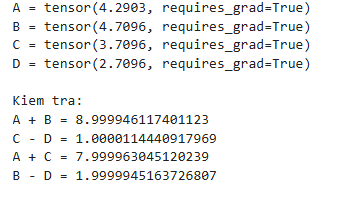 A = tensor(4.2903, requires_grad=True)
B = tensor(4.7096, requires_grad=True)
C = tensor(3.7096, requires_grad=True)
D = tensor(2.7096, requires_grad=True)

Kiem tra:
A + B = 8.999946117401123
C - D = 1.0000114440917969
A + C = 7.999963045120239
B - D = 1.9999945163726807